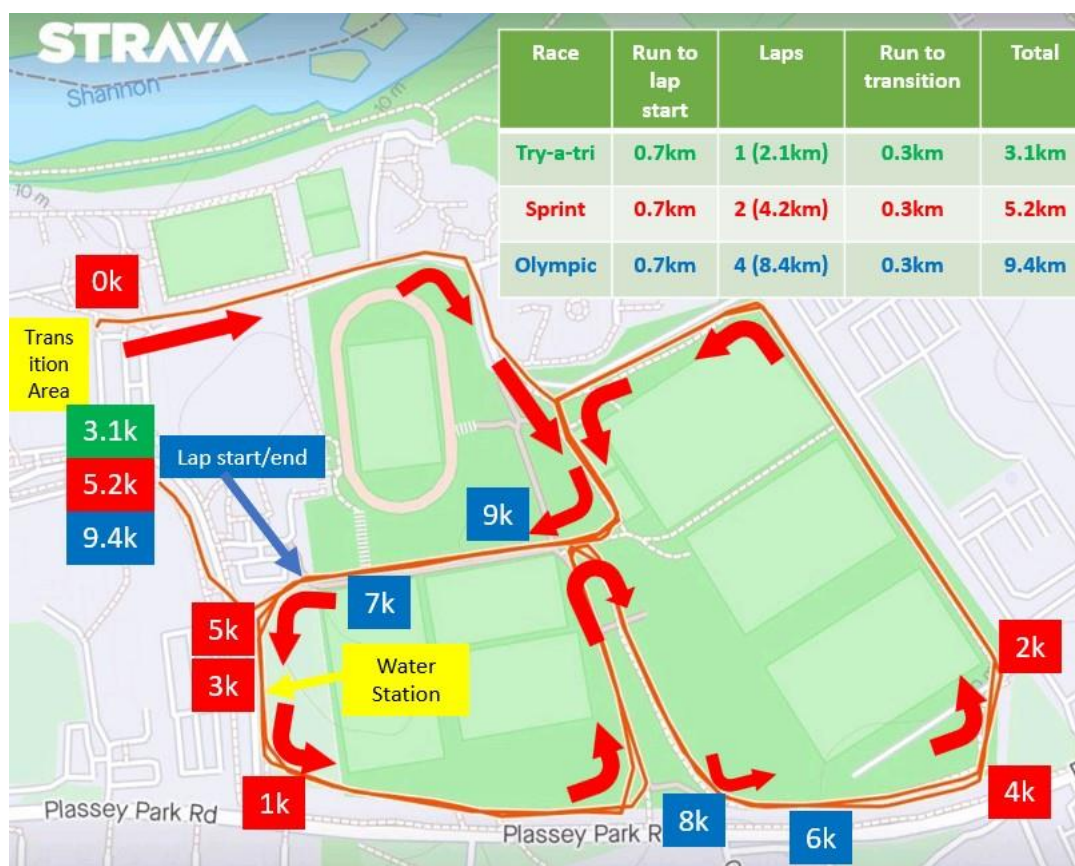 STRAVA
Shannon
10 m
10 m
Race Run to lap start Laps Run to transition Total
Try-a-tri 0.7km 1 (2.1km) 0.3km 3.1km
Sprint 0.7km 2 (4.2km) 0.3km 5.2km
Olympic 0.7km 4 (8.4km) 0.3km 9.4km
0k
Trans
ition
Area
3.1k
5.2k
9.4k
Lap start/end
9k
7k
5k
3k
Water
Station
2k
1k
4k
8k
6k
Plassey Park Rd
Plassey Park R